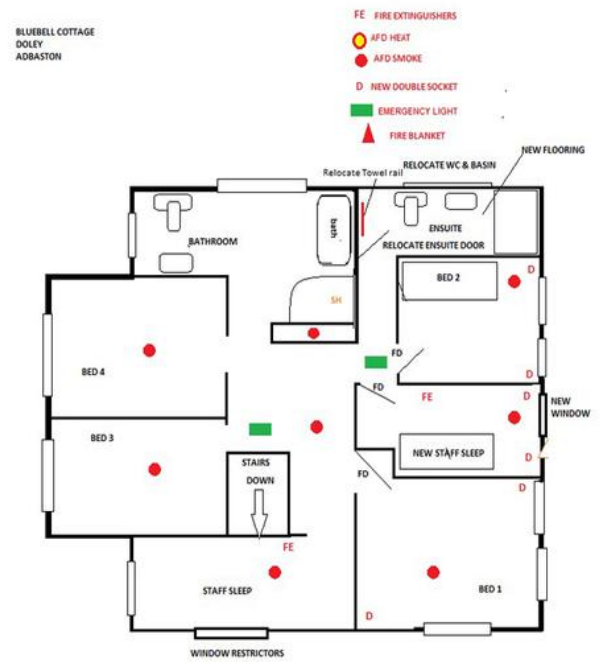 BLUEBELL COTTAGE
DOLEY
ADBASTON
FE FIRE EXTINGUISHERS
AFD HEAT
AFD SMOKE
D NEW DOUBLE SOCKET
EMERGENCY LIGHT
FIRE BLANKET
NEW FLOORING
RELOCATE WC & BASIN
Relocate Towel rail
bath
ENSUITE
BATHROOM
RELOCATE ENSUITE DOOR
D
BED 2
SH
FD
BED 4
D
FD
FE
D
NEW
WINDOW
BED 3
NEW STAFF SLEEP
D
STAIRS
DOWN
FD
D
FE
STAFF SLEEP
BED 1
D
WINDOW RESTRICTORS